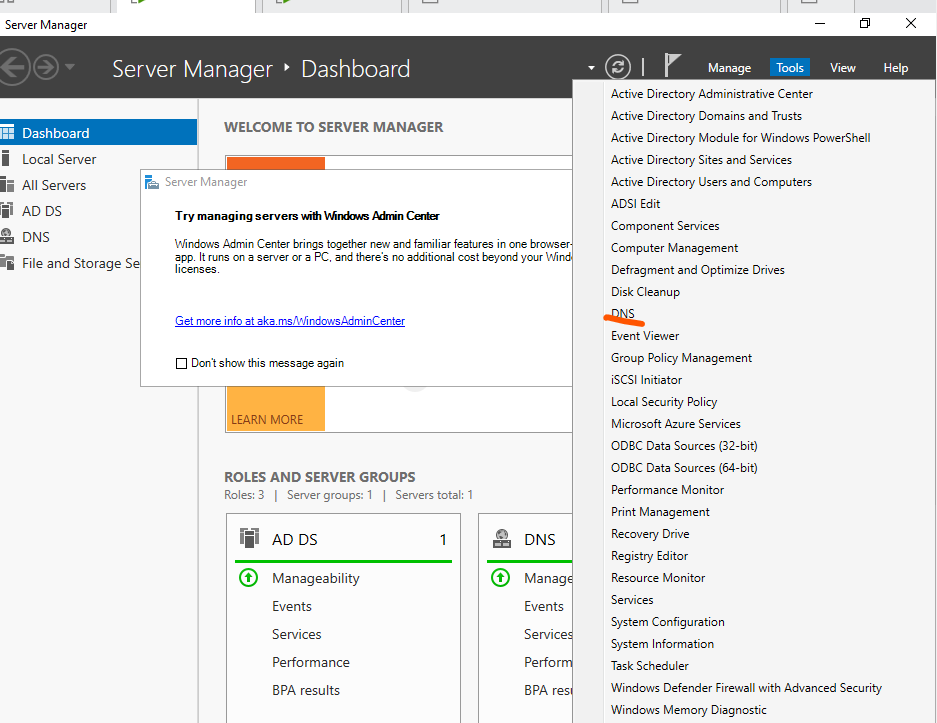 Server Manager
Server Manager
Dashboard
Manage
Tools
View
Help
Dashboard
Local Server
All Servers
AD DS
DNS
File and Storage Se
WELCOME TO SERVER MANAGER
Server Manager
Try managing servers with Windows Admin Center
Windows Admin Center brings together new and familiar features in one browser-
app. It runs on a server or a PC, and there's no additional cost beyond your Windo
licenses.
Get more info at aka.ms/WindowsAdminCenter
Don't show this message again
LEARN MORE
ROLES AND SERVER GROUPS
Roles: 3 | Server groups: 1 | Servers total: 1
AD DS 1
Manageability
Events
Services
Performance
BPA results
DNS
Manage
Events
Services
Perform
BPA resu
Active Directory Administrative Center
Active Directory Domains and Trusts
Active Directory Module for Windows PowerShell
Active Directory Sites and Services
Active Directory Users and Computers
ADSI Edit
Component Services
Computer Management
Defragment and Optimize Drives
Disk Cleanup
DNS
Event Viewer
Group Policy Management
iSCSI Initiator
Local Security Policy
Microsoft Azure Services
ODBC Data Sources (32-bit)
ODBC Data Sources (64-bit)
Performance Monitor
Print Management
Recovery Drive
Registry Editor
Resource Monitor
Services
System Configuration
System Information
Task Scheduler
Windows Defender Firewall with Advanced Security
Windows Memory Diagnostic